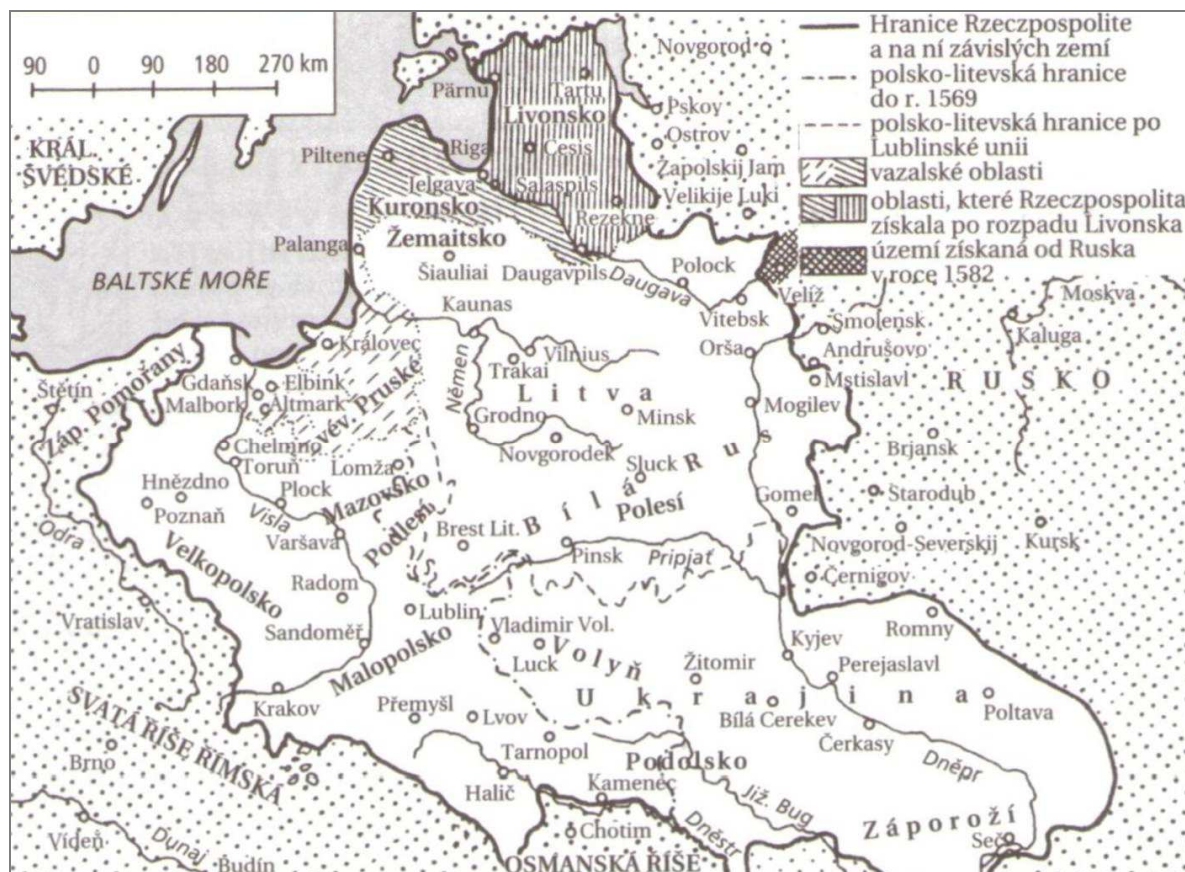 90 0 90 180 270 km
Hranice Rzeczpospolite
a na ní závislých zemí
polsko-litevská hranice
do r. 1569
polsko-litevská hranice po
Lublinské unii
vazalské oblasti
oblasti, které Rzeczpospolita
získala po rozpadu Livonska
území získaná od Ruska
v roce 1582
Novgorod
Pärnu
Tartu
Livonsko
Pskov
Ostrov
KRÁL.
ŠVÉDSKÉ
Piltene
Riga
Cesis
Zapolskij Jam
Jelgava
Salaspils
Velikije Luki
Kuronsko
Rezekne
Palanga
Žemaitsko
Šiauliai
Daugavpils
Daugava
Polock
BALTSKÉ MOŘE
Veliž
Moskva
Kaunas
Vitebsk
Smolensk
Kaluga
Královec
Vilnius
Orša
Andrušovo
Trakai
Štětín
Záp. Pomořany
Gdaňsk
Elbink
Malbork
Altmark
Vév. Pruské
Němen
Litva
Mstislavl
RUSKO
Grodno
Minsk
Mogilev
Chelmno
Toruň
Lomža
Novgorodek
Brjansk
Hnězdno
Plock
Mazovsko
Sluck
Bílá Rus
Poznaň
Visla
Podlesí
Polesí
Gomel
Starodub
Odra
Varšava
Brest Lit.
Pinsk
Pripjať
Novgorod-Severskij
Kursk
Velkopolsko
Radom
Černigov
Vratislav
Lublin
Romny
Sandoměř
Vladimir Vol.
Malopolsko
Luck
Volyň
Žitomir
Kyjev
Perejaslavl
Krakov
Přemyšl
Lvov
Ukrajina
Bílá Cerekev
Poltava
SVATÁ ŘÍŠE ŘÍMSKÁ
Tarnopol
Čerkasy
Brno
Podolsko
Dněpr
Halič
Kameněc
Již. Bug
Záporoží
Vídeň
Dunaj
Chotim
Dněstr
Seč
Budín
OSMANSKÁ ŘÍŠE